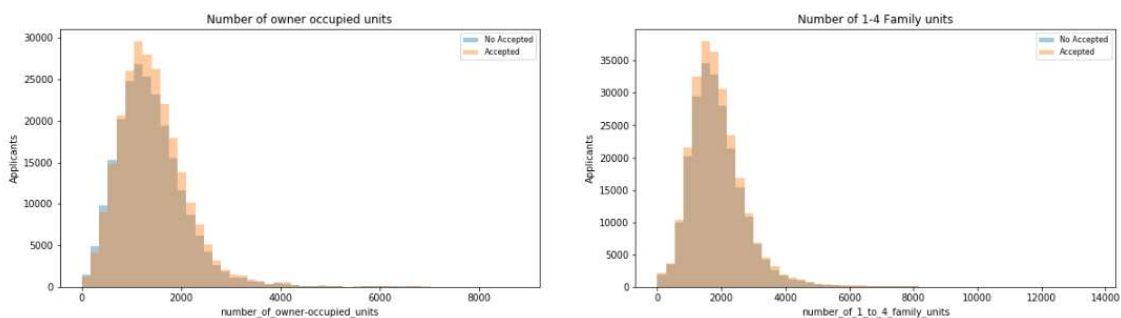 Number of owner occupied units
No Accepted
Accepted
30000
25000
20000
15000
10000
5000
0
Applicants
0 2000 4000 6000 8000
number_of_owner-occupied_units
Number of 1-4 Family units
No Accepted
Accepted
35000
30000
25000
20000
15000
10000
5000
0
Applicants
0 2000 4000 6000 8000 10000 12000 14000
number_of_1_to_4_family_units